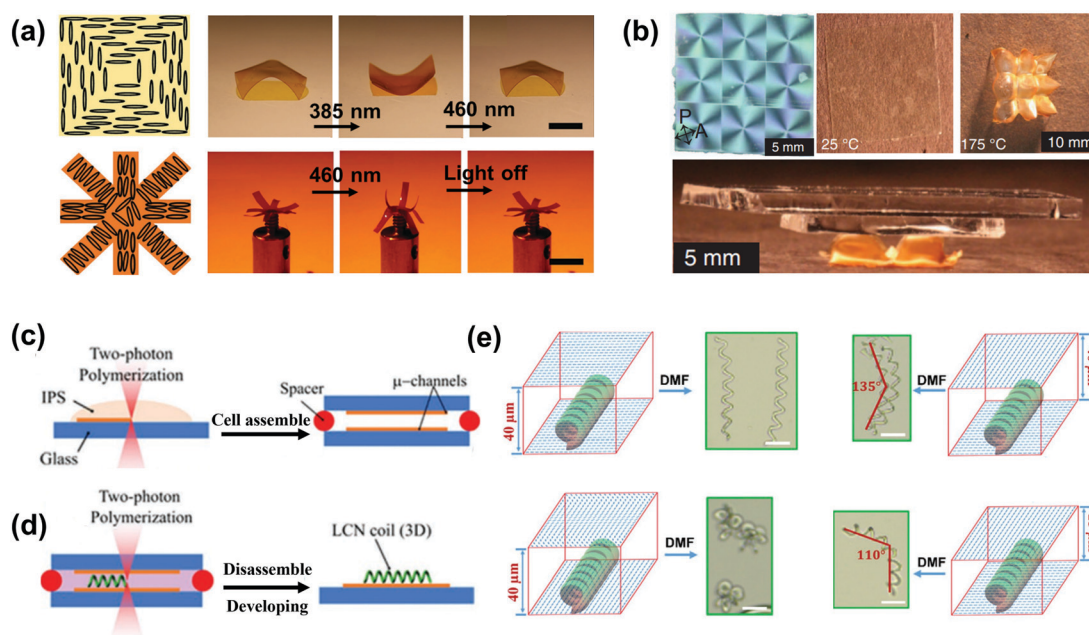 (a)
385 nm
460 nm
460 nm
Light off
(b)
P
A
5 mm
25 °C
175 °C
10 mm
5 mm
(c)
Two-photon
Polymerization
IPS
Glass
Cell assemble
Spacer
μ-channels
(d)
Two-photon
Polymerization
Disassemble
Developing
LCN coil (3D)
(e)
40 μm
DMF
135°
DMF
40 μm
DMF
110°
DMF